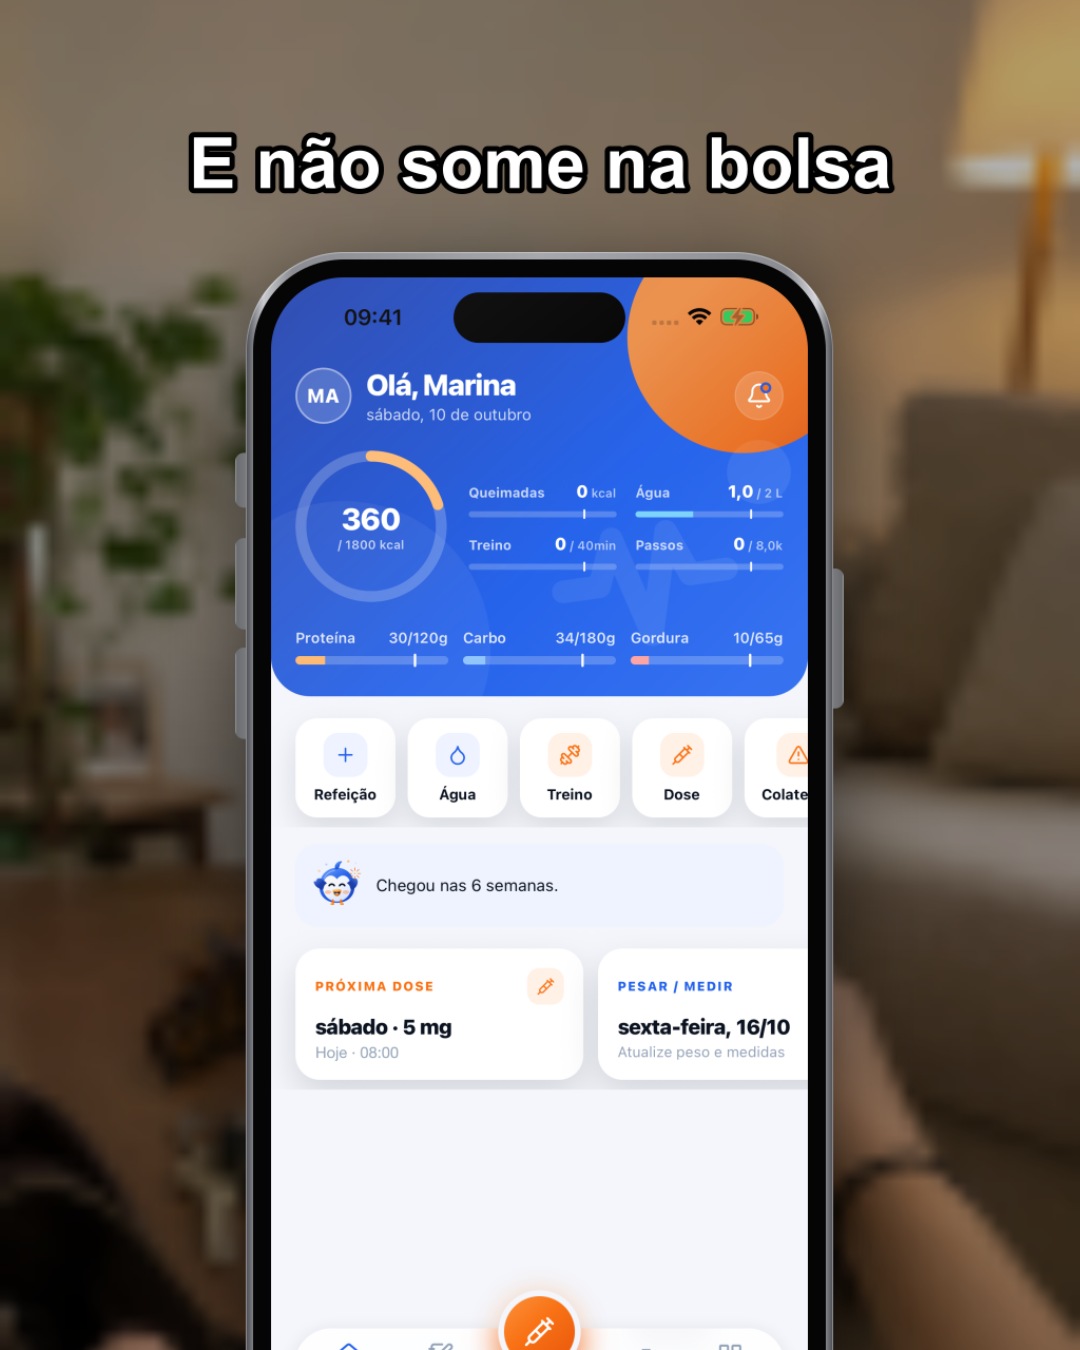 E não some na bolsa
09:41
MA
Olá, Marina
sábado, 10 de outubro
360
/ 1800 kcal
Queimadas 0 kcal
Água 1,0 / 2 L
Treino 0 / 40min
Passos 0 / 8,0k
Proteína 30/120g
Carbo 34/180g
Gordura 10/65g
Refeição
Água
Treino
Dose
Colate
Chegou nas 6 semanas.
PRÓXIMA DOSE
sábado · 5 mg
Hoje · 08:00
PESAR / MEDIR
sexta-feira, 16/10
Atualize peso e medidas